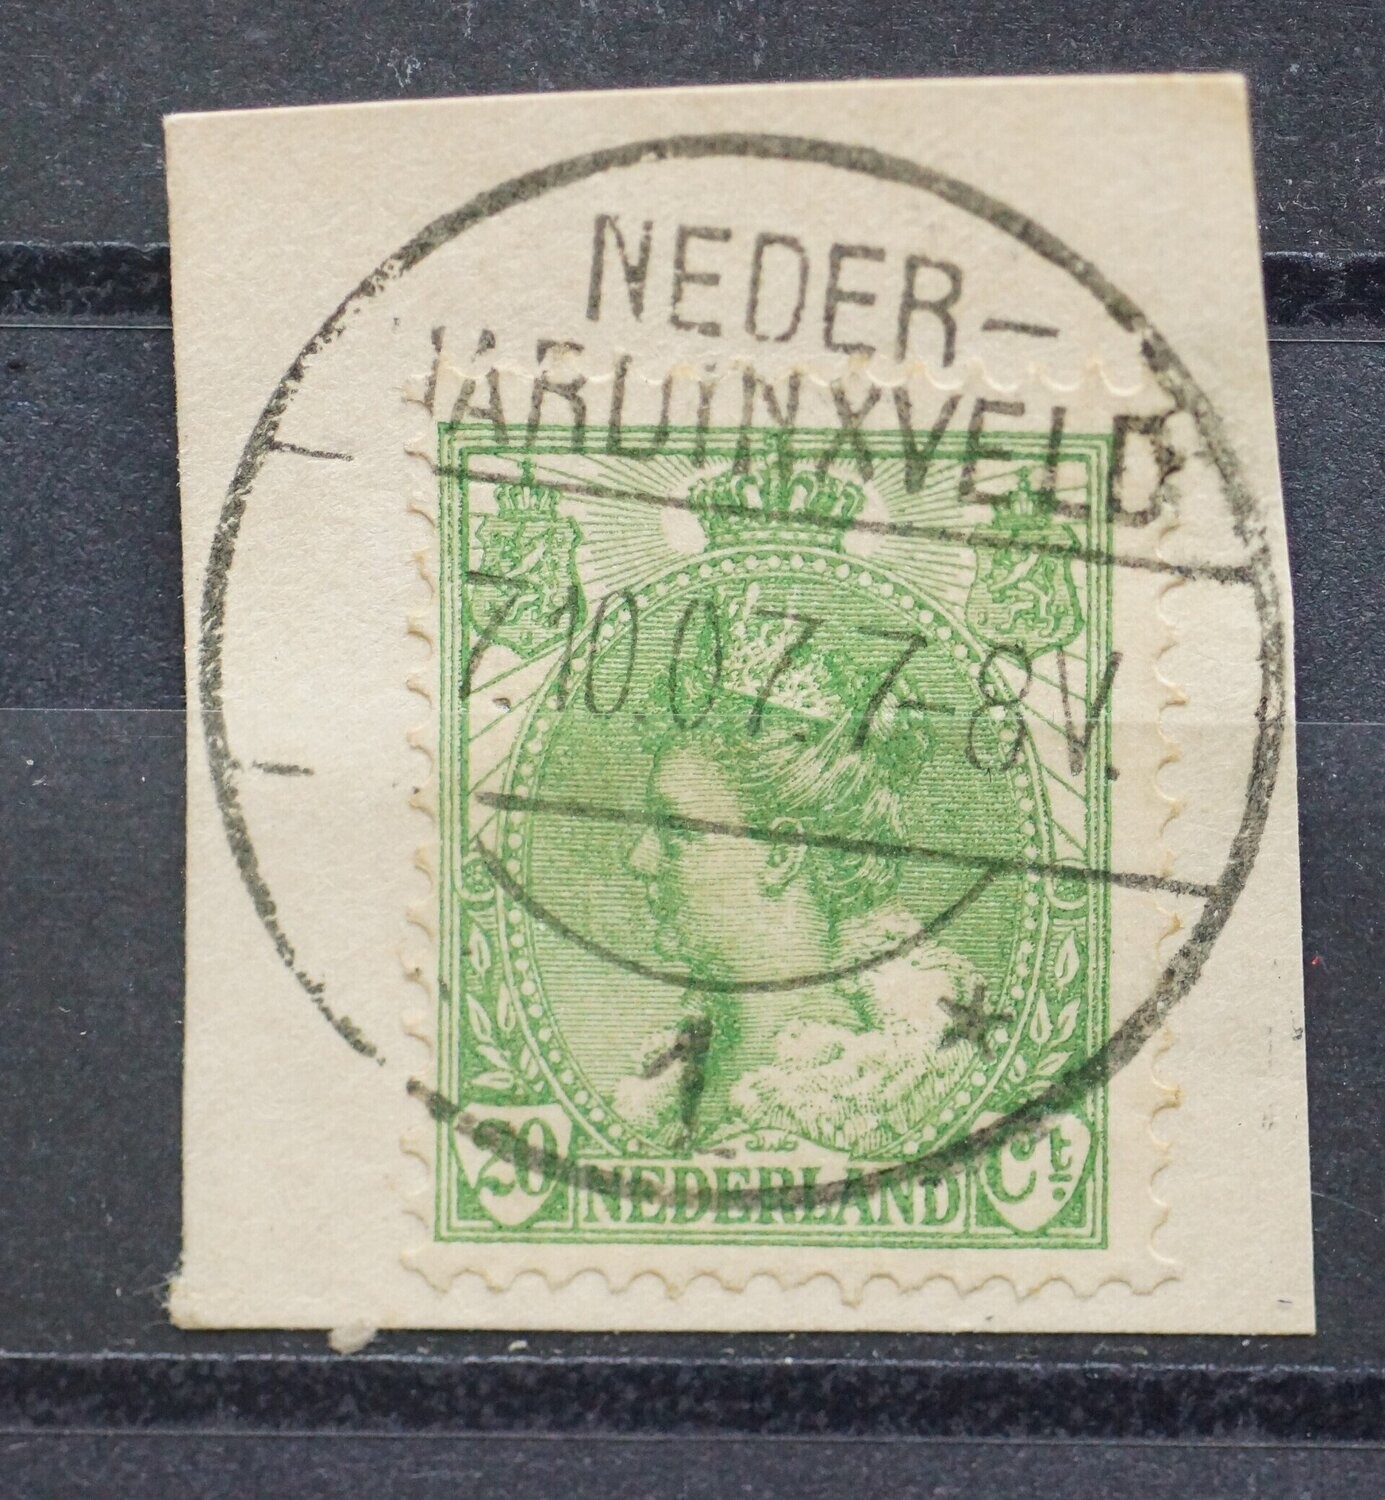 NEDER-
HARDINXVELD
7.10.07.7-8V.
1 *
20 NEDERLAND Ct.